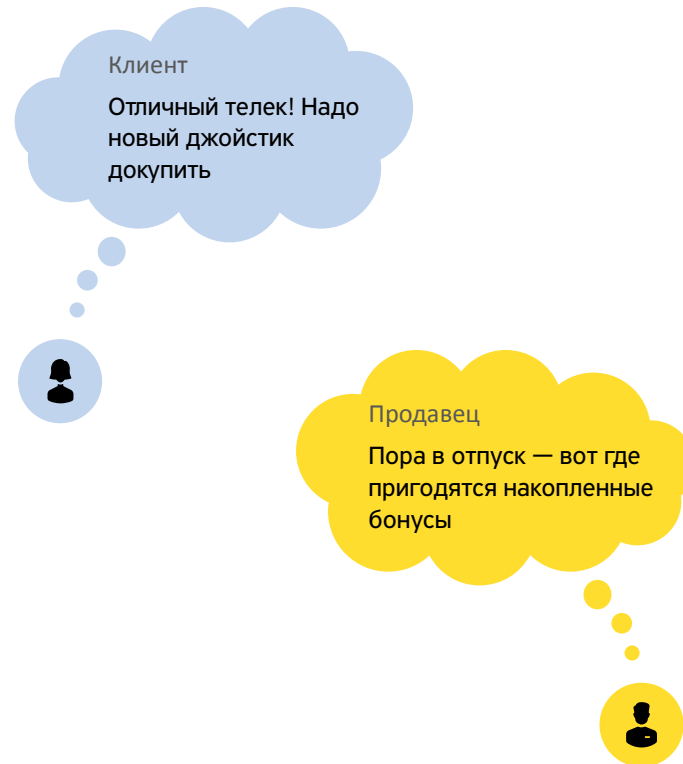 Клиент
Отличный телек! Надо
новый джойстик
докупить
Продавец
Пора в отпуск — вот где
пригодятся накопленные
бонусы